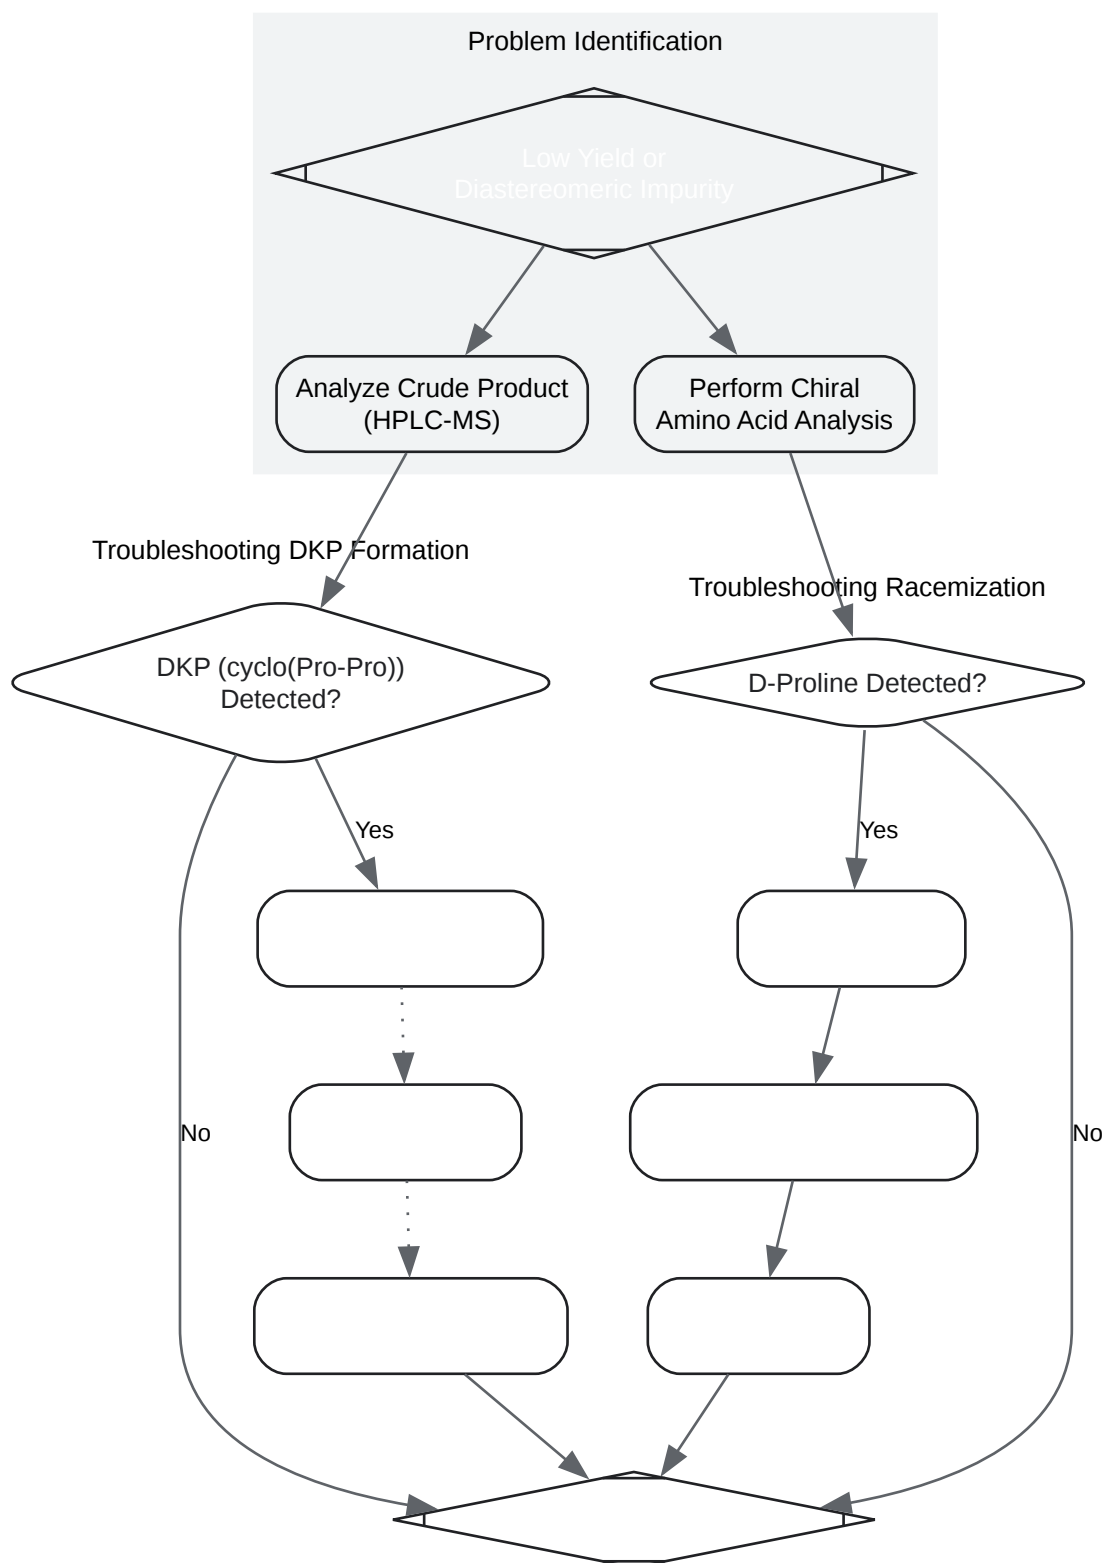 Problem Identification
Low Yield or
Diastereomeric Impurity
Analyze Crude Product
(HPLC-MS)
Perform Chiral
Amino Acid Analysis
Troubleshooting DKP Formation
Troubleshooting Racemization
DKP (cyclo(Pro-Pro))
Detected?
D-Proline Detected?
Yes
Yes
No
No